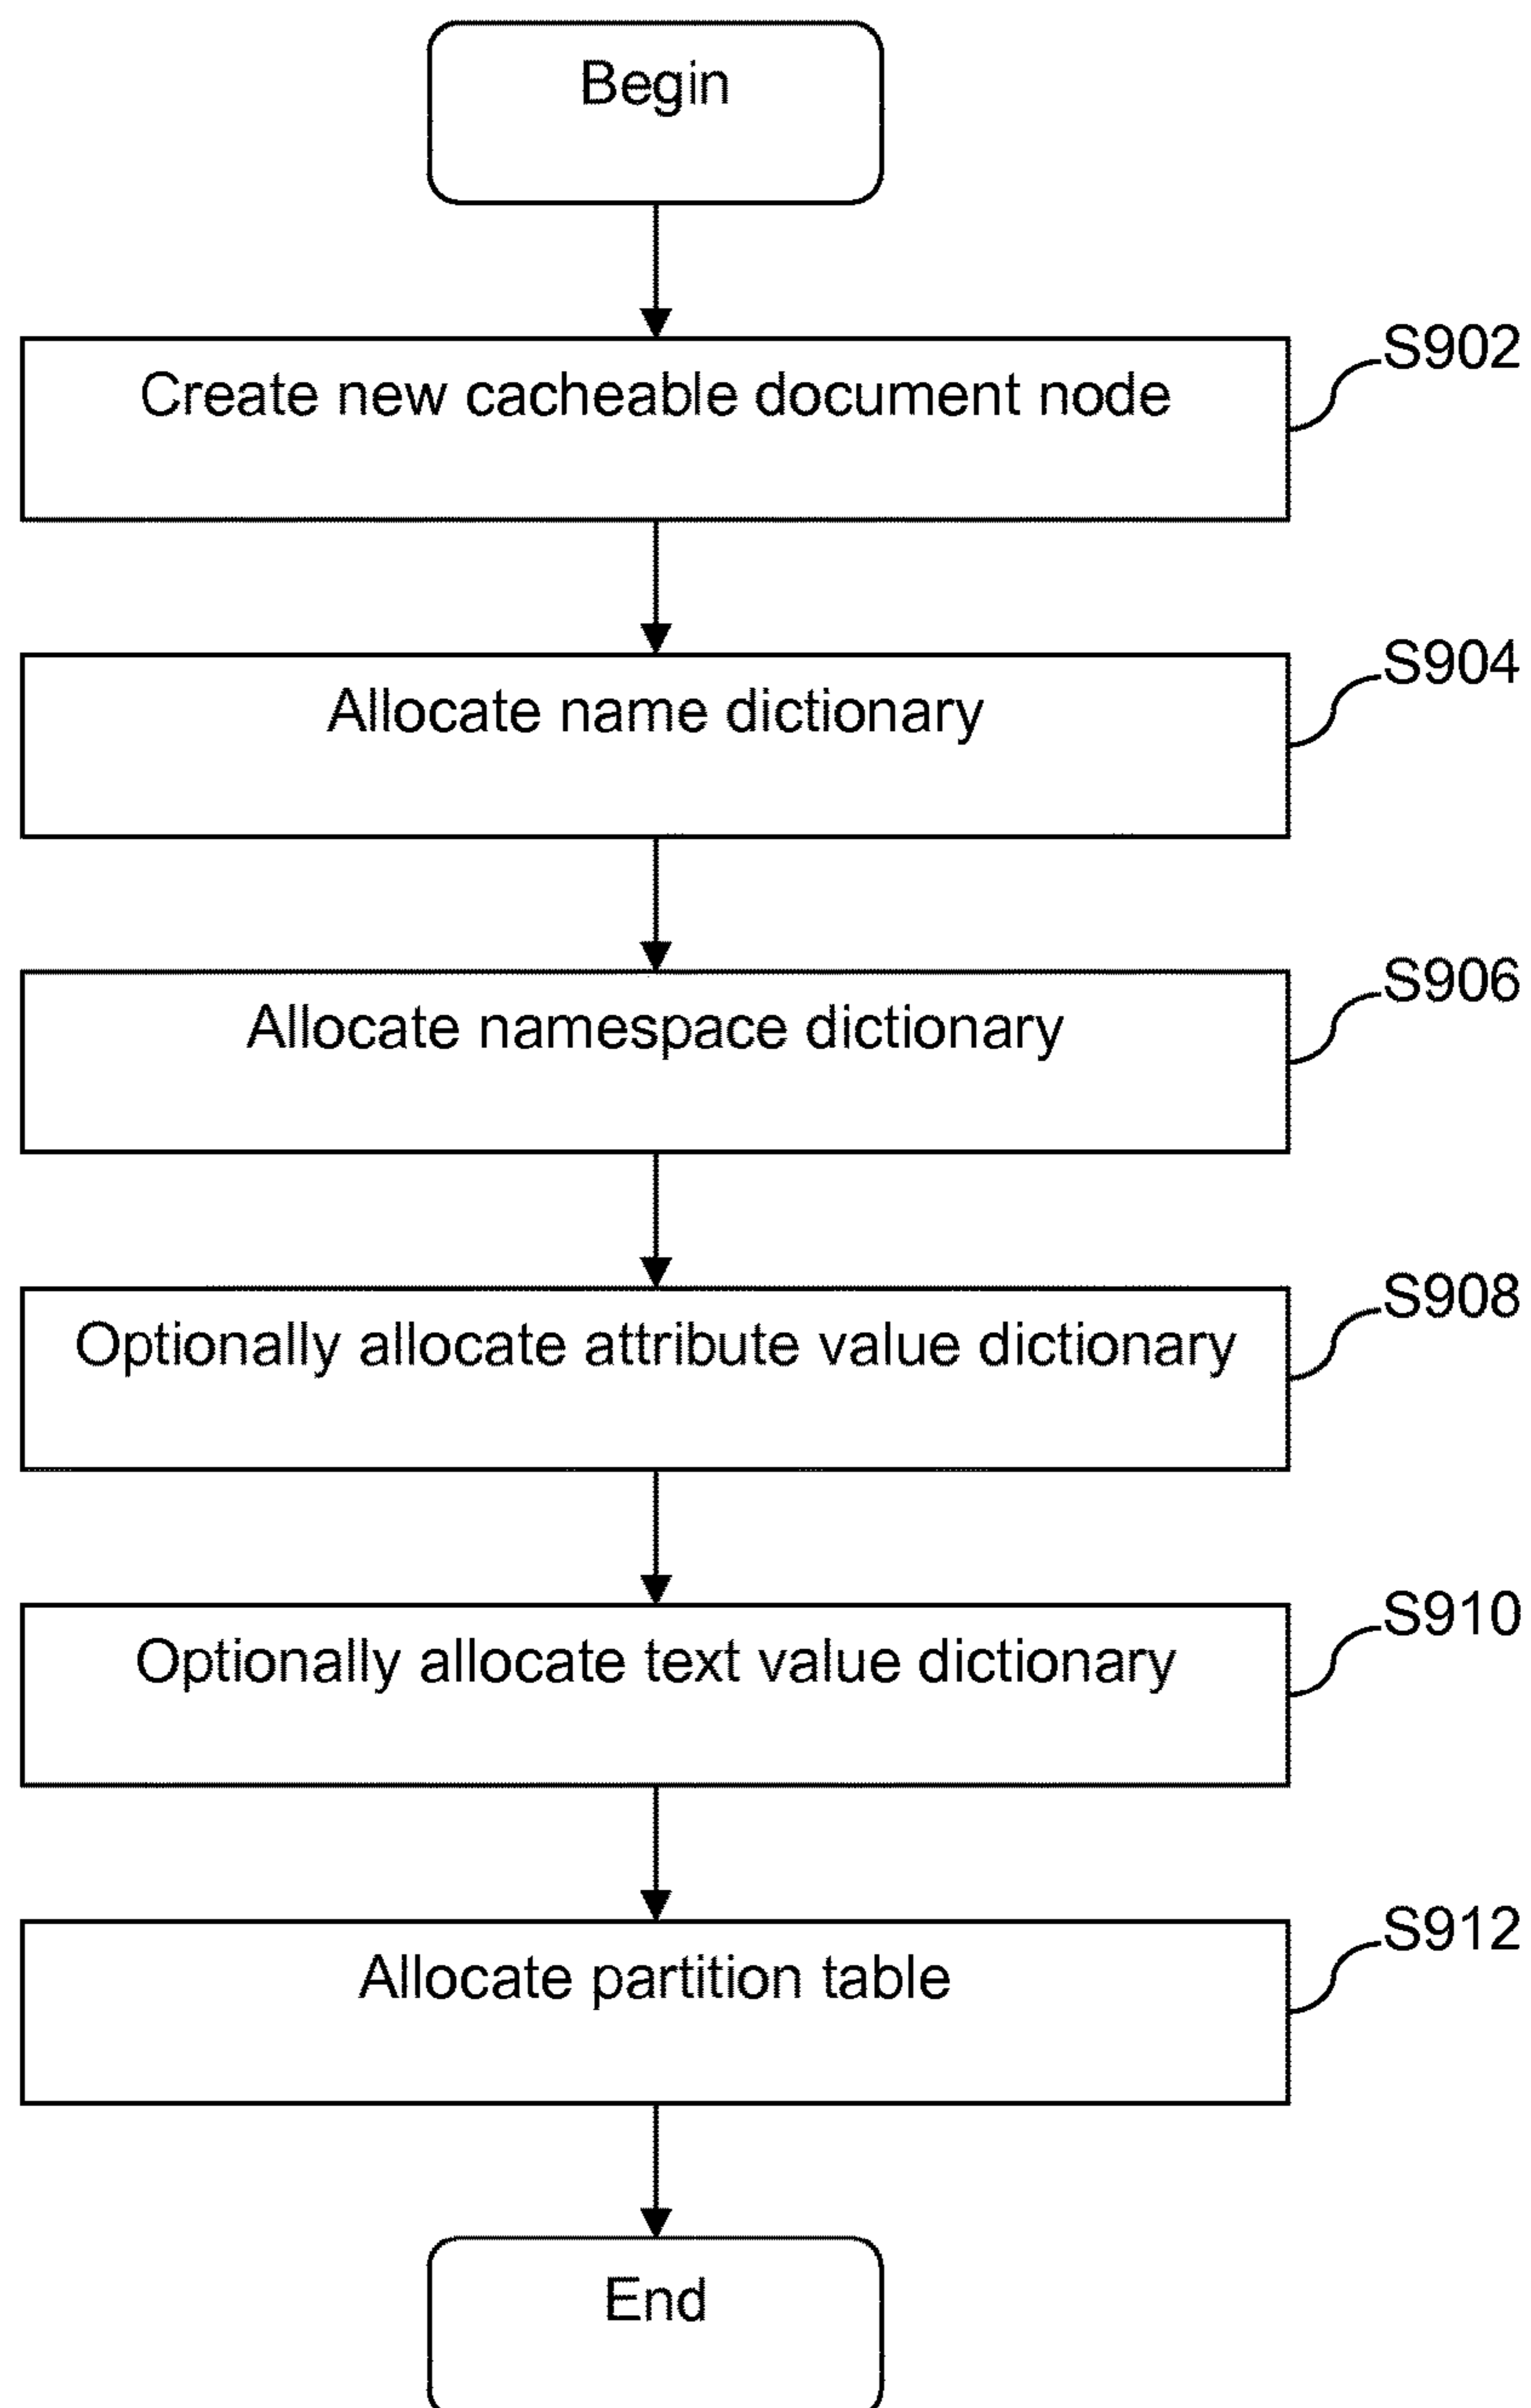 Begin
Create new cacheable document node
S902
Allocate name dictionary
S904
Allocate namespace dictionary
S906
Optionally allocate attribute value dictionary
S908
Optionally allocate text value dictionary
S910
Allocate partition table
S912
End